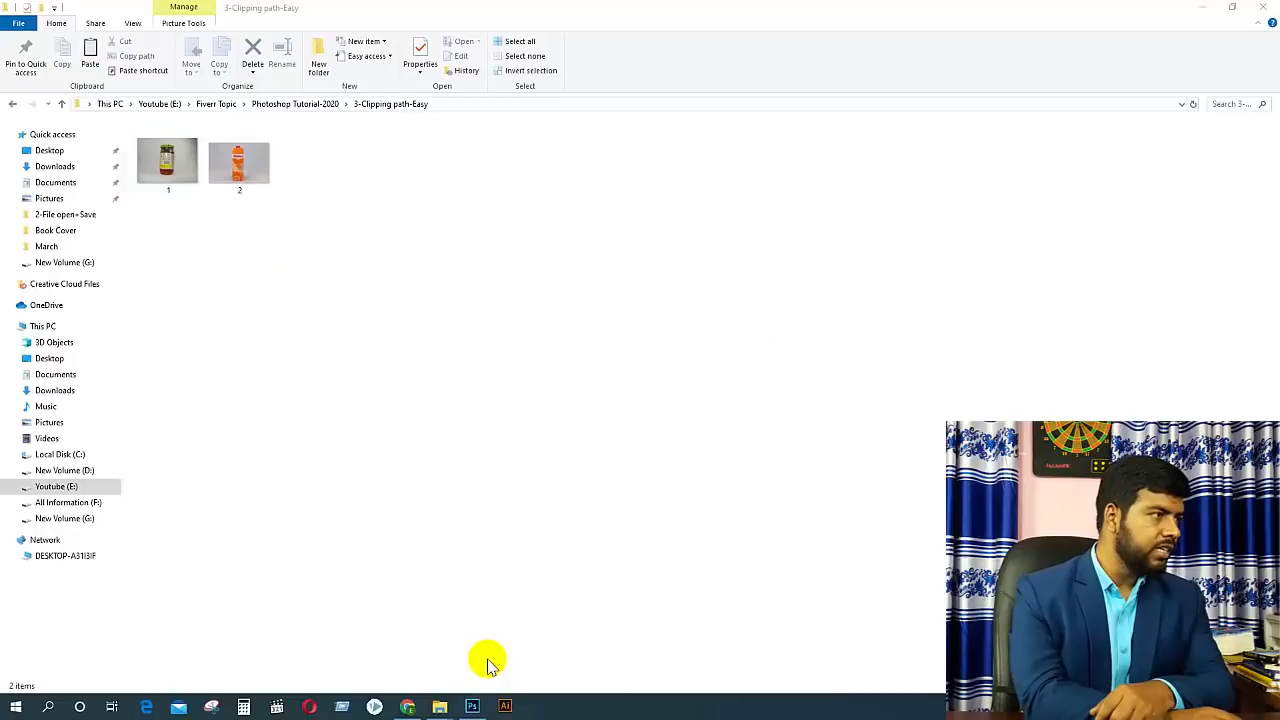 Manage
3-Clipping path-Easy
File
Home
Share
View
Picture Tools
Pin to Quick access
Copy
Paste
Cut
Copy path
Paste shortcut
Clipboard
Move to
Copy to
Delete
Rename
Organize
New folder
New item
Easy access
New
Properties
Open
Edit
History
Open
Select all
Select none
Invert selection
Select
This PC > Youtube (E:) > Fiverr Topic > Photoshop Tutorial-2020 > 3-Clipping path-Easy
Search 3-...
Quick access
Desktop
Downloads
Documents
Pictures
2-File open+Save
Book Cover
March
New Volume (G:)
Creative Cloud Files
OneDrive
This PC
3D Objects
Desktop
Documents
Downloads
Music
Pictures
Videos
Local Disk (C:)
New Volume (D:)
Youtube (E:)
All Information (F:)
New Volume (G:)
Network
DESKTOP-A31I3IF
1
2
2 items
Ps
Ai